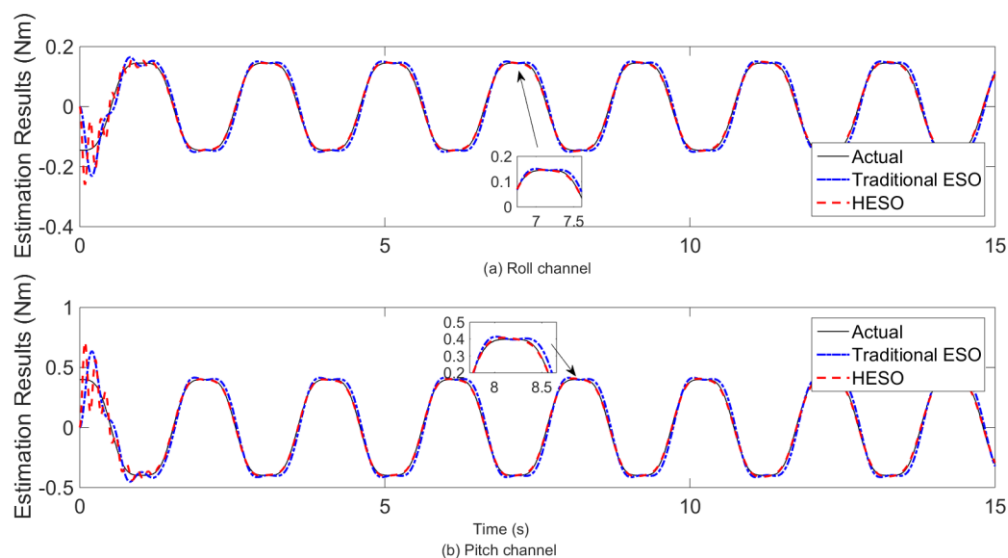 Estimation Results (Nm)
0.2
0
-0.2
-0.4
0.2
0.1
0
7
7.5
Actual
Traditional ESO
HESO
0
5
10
15
(a) Roll channel
Estimation Results (Nm)
1
0.5
0
-0.5
0.5
0.4
0.3
0.2
8
8.5
Actual
Traditional ESO
HESO
0
5
10
15
Time (s)
(b) Pitch channel